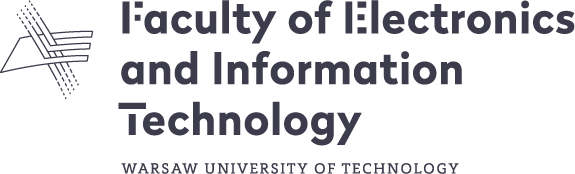 Faculty of Electronics
and Information
Technology
WARSAW UNIVERSITY OF TECHNOLOGY